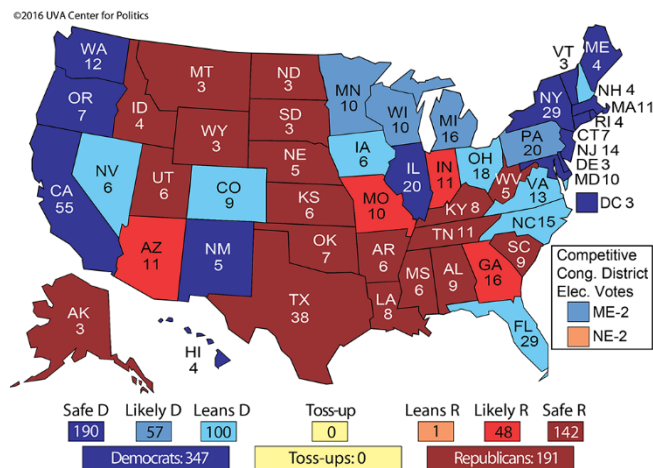 ©2016 UVA Center for Politics
WA
12
OR
7
CA
55
NV
6
ID
4
MT
3
WY
3
UT
6
AZ
11
CO
9
NM
5
ND
3
SD
3
NE
5
KS
6
OK
7
TX
38
MN
10
IA
6
MO
10
AR
6
LA
8
WI
10
IL
20
MI
16
IN
11
OH
18
KY 8
TN 11
MS
6
AL
9
GA
16
FL
29
SC
9
NC 15
VA
13
WV
5
PA
20
NY
29
VT
3
ME
4
NH 4
MA11
RI 4
CT 7
NJ 14
DE 3
MD 10
DC 3
AK
3
HI
4
Competitive
Cong. District
Elec. Votes
ME-2
NE-2
Safe D
Likely D
Leans D
Toss-up
Leans R
Likely R
Safe R
190
57
100
0
1
48
142
Democrats: 347
Toss-ups: 0
Republicans: 191